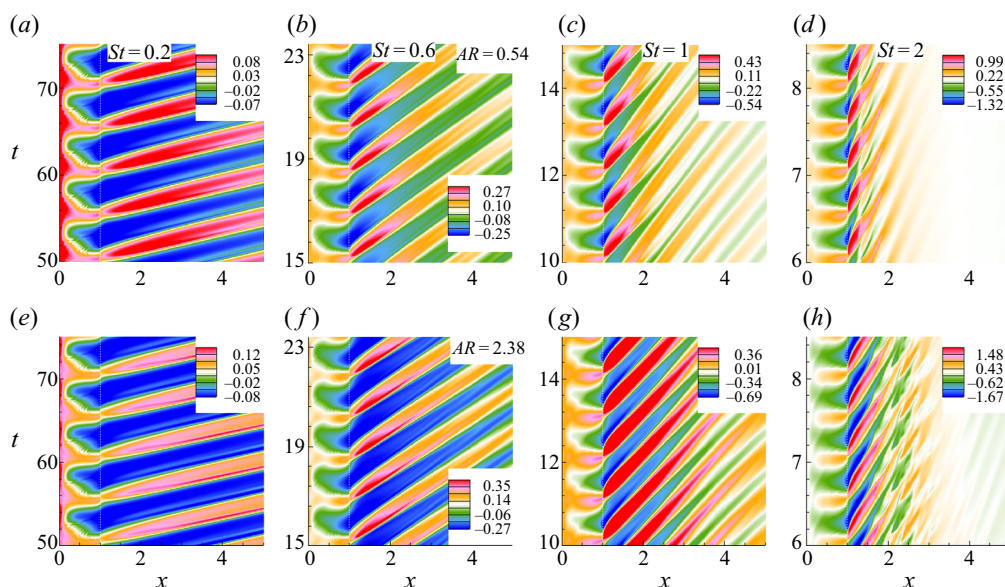 (a) (b) (c) (d)
St = 0.2 St = 0.6 AR = 0.54 St = 1 St = 2
0.08 0.03 −0.02 −0.07
0.27 0.10 −0.08 −0.25
0.43 0.11 −0.22 −0.54
0.99 0.22 −0.55 −1.32
t
70 60 50
23 19 15
14 12 10
8 7 6
0 2 4 0 2 4 0 2 4 0 2 4
(e) (f) (g) (h)
AR = 2.38
0.12 0.05 −0.02 −0.08
0.35 0.14 −0.06 −0.27
0.36 0.01 −0.34 −0.69
1.48 0.43 −0.62 −1.67
t
70 60 50
23 19 15
14 12 10
8 7 6
0 2 4 0 2 4 0 2 4 0 2 4
x x x x